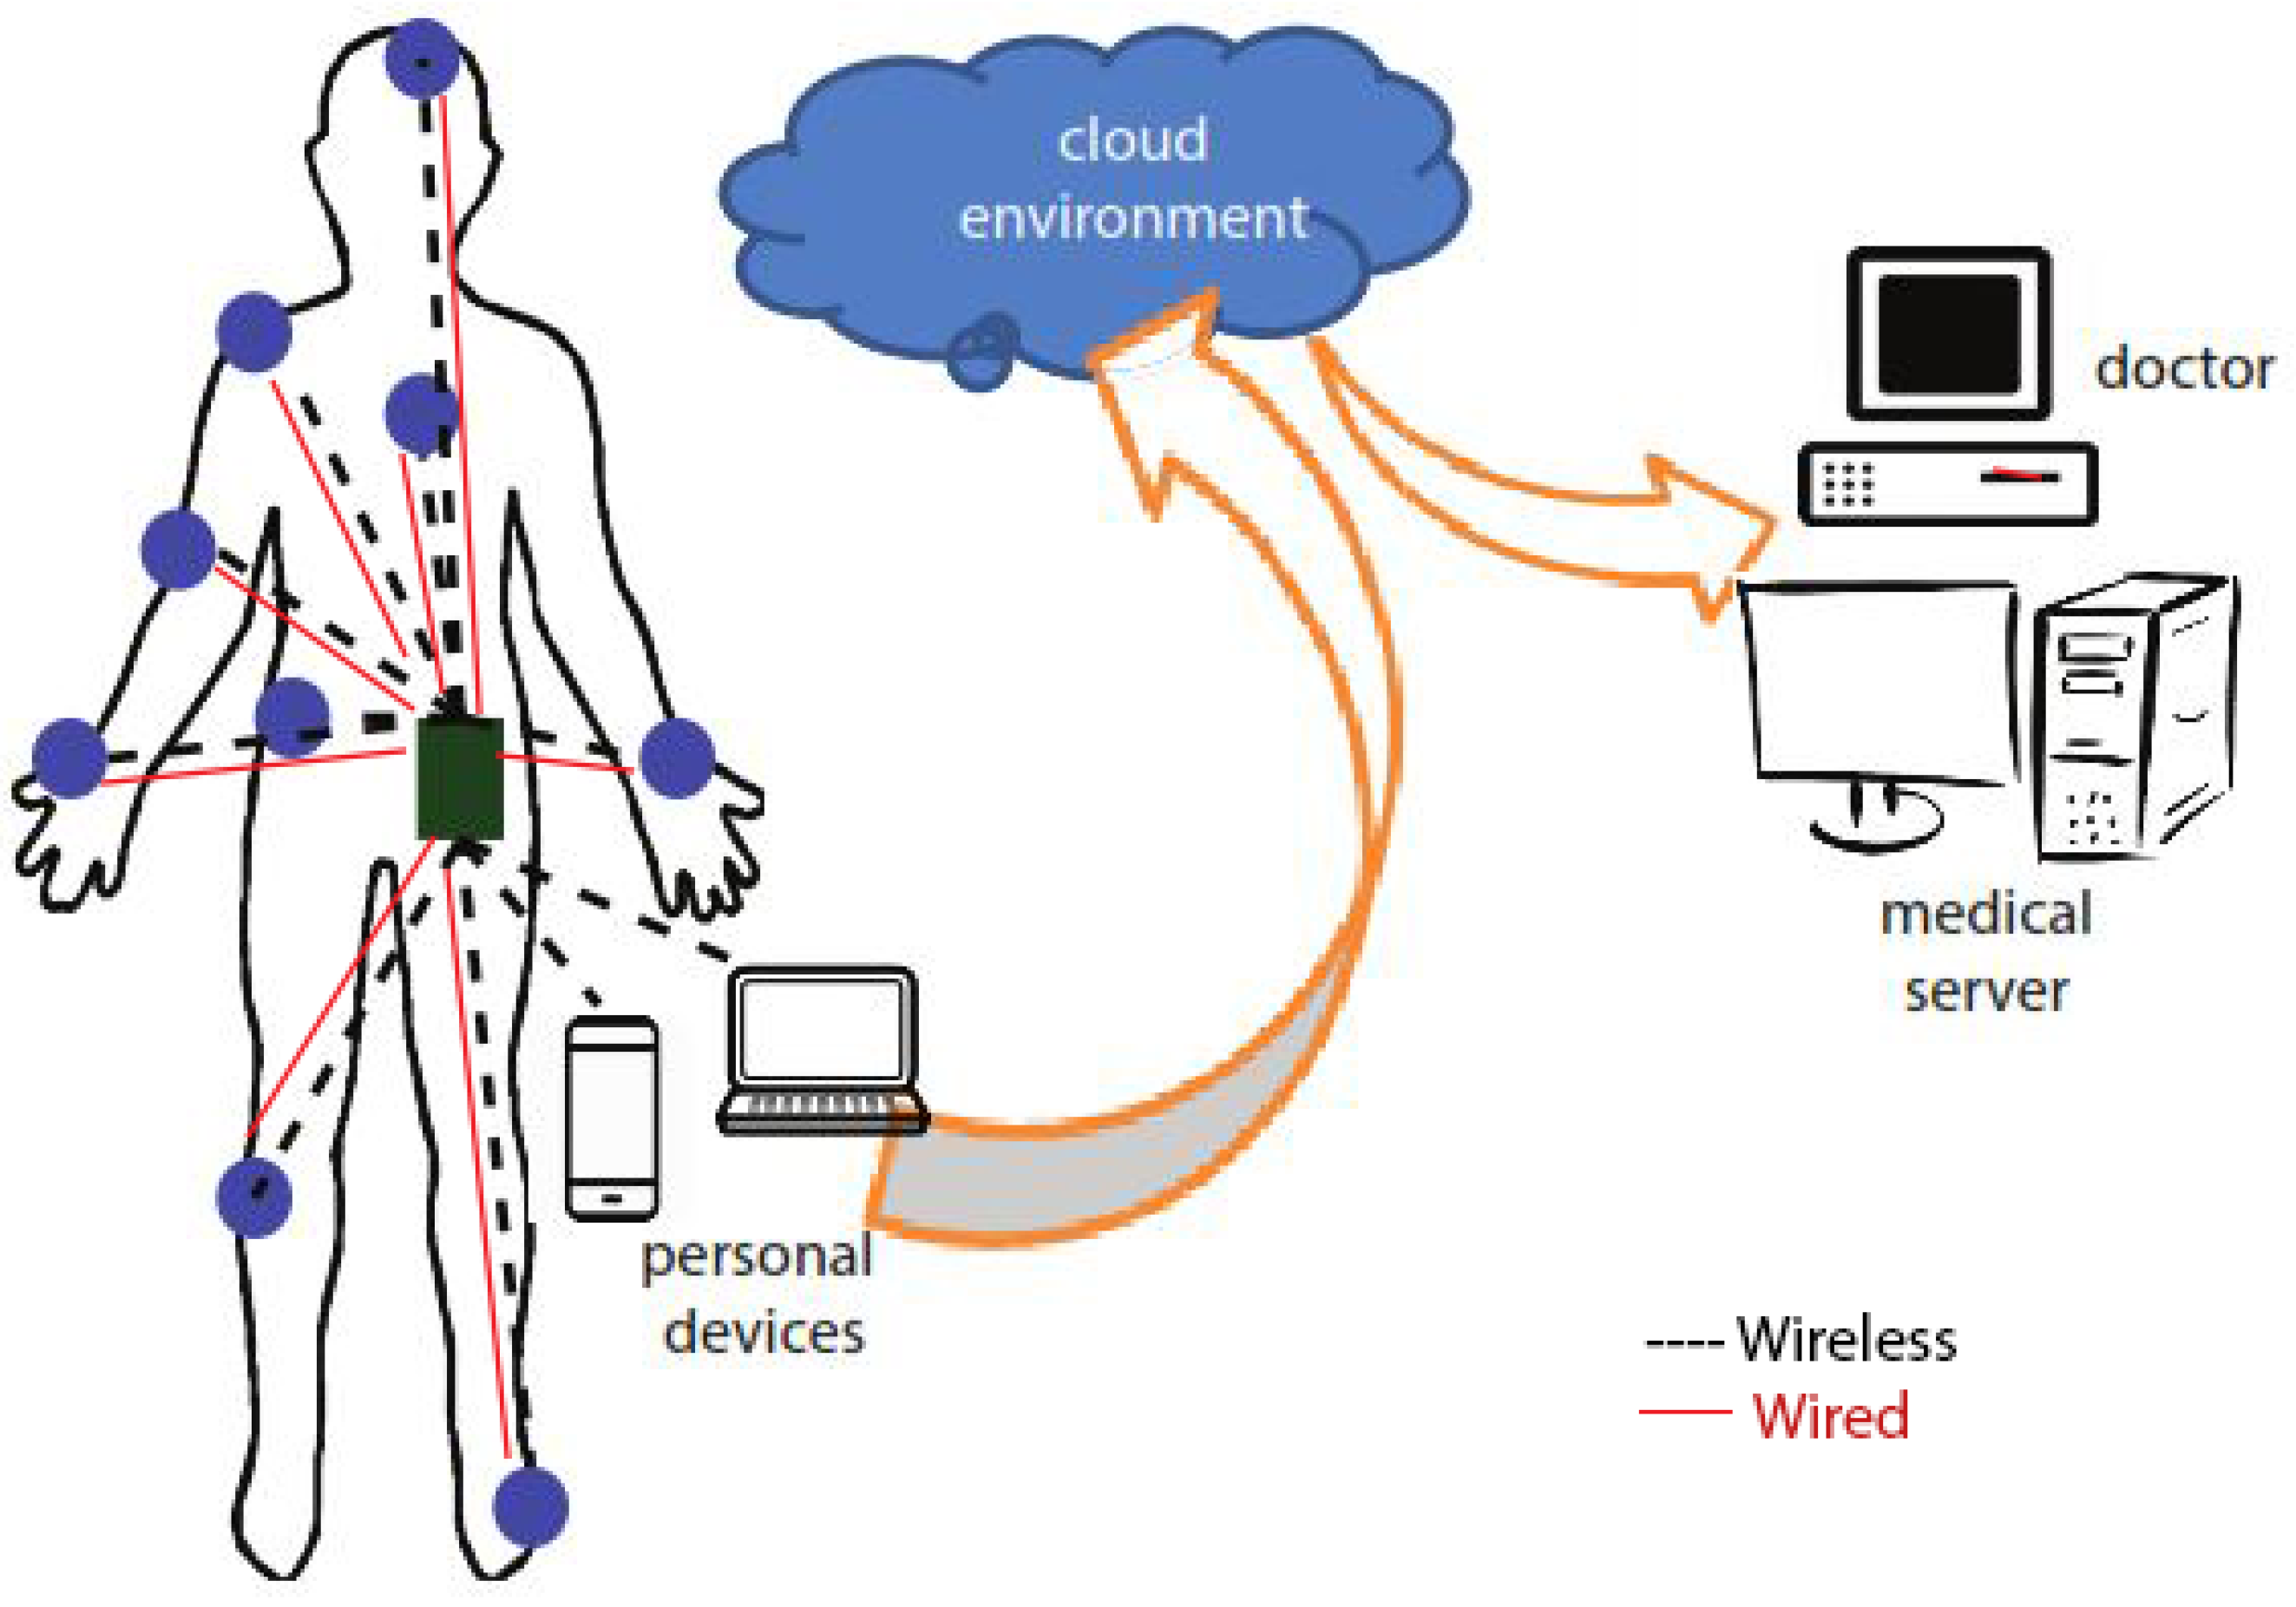 cloud
environment
doctor
medical
server
personal
devices
---- Wireless
Wired